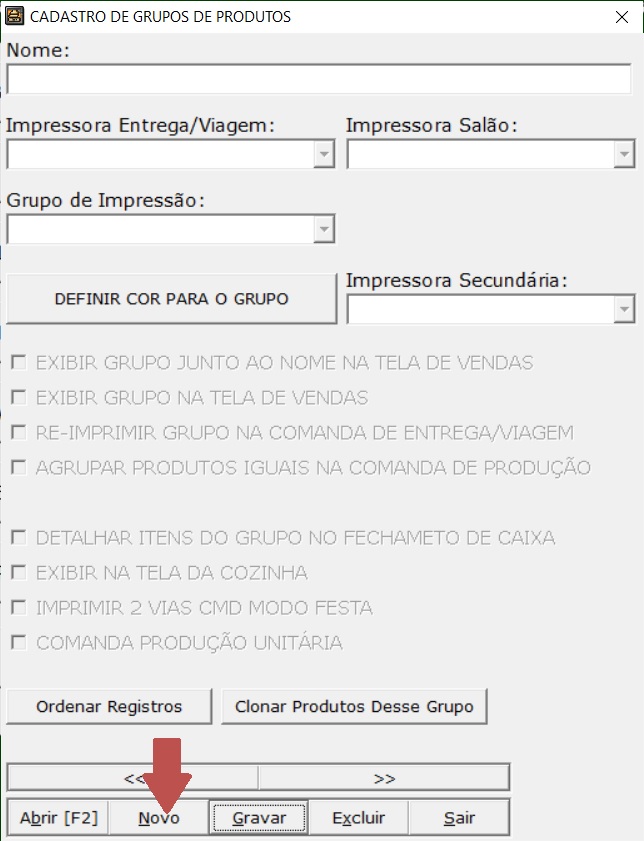 CADASTRO DE GRUPOS DE PRODUTOS
Nome:
Impressora Entrega/Viagem: Impressora Salão:
Grupo de Impressão:
Impressora Secundária:
DEFINIR COR PARA O GRUPO
EXIBIR GRUPO JUNTO AO NOME NA TELA DE VENDAS
EXIBIR GRUPO NA TELA DE VENDAS
RE-IMPRIMIR GRUPO NA COMANDA DE ENTREGA/VIAGEM
AGRUPAR PRODUTOS IGUAIS NA COMANDA DE PRODUÇÃO
DETALHAR ITENS DO GRUPO NO FECHAMETO DE CAIXA
EXIBIR NA TELA DA COZINHA
IMPRIMIR 2 VIAS CMD MODO FESTA
COMANDA PRODUÇÃO UNITÁRIA
Ordenar Registros Clonar Produtos Desse Grupo
<< >>
Abrir [F2] Novo Gravar Excluir Sair